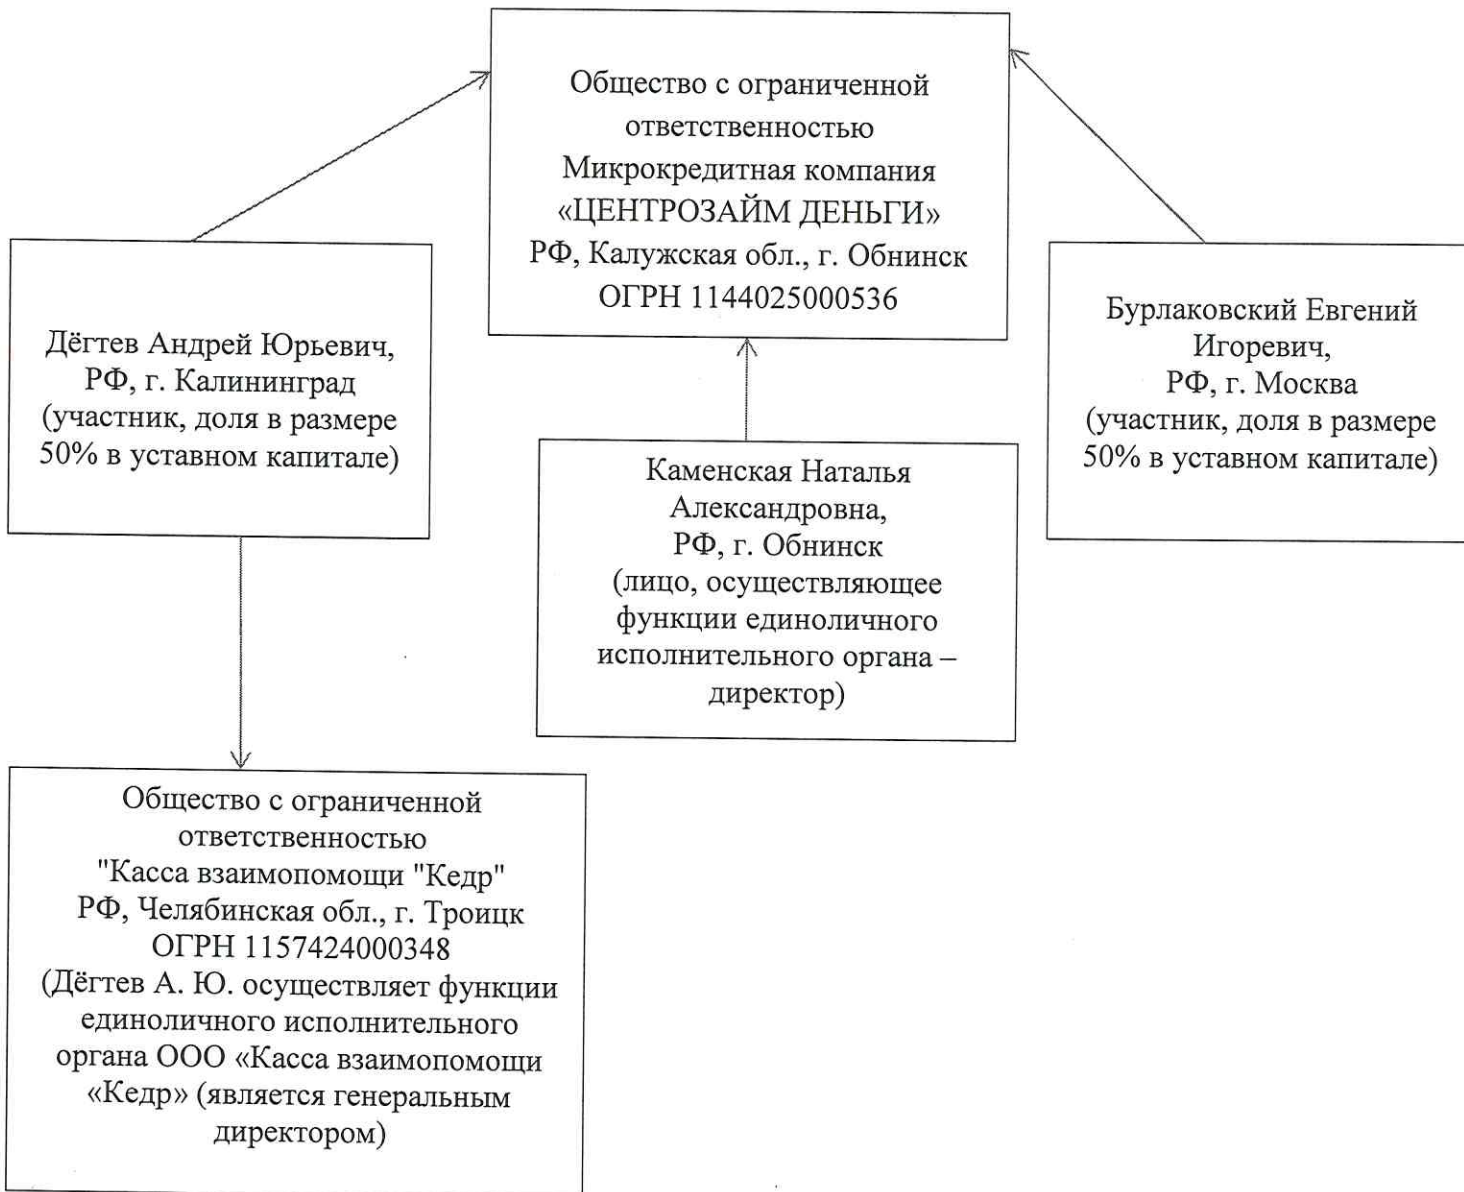 Общество с ограниченной
ответственностью
Микрокредитная компания
«ЦЕНТРОЗАЙМ ДЕНЬГИ»
РФ, Калужская обл., г. Обнинск
ОГРН 1144025000536
Дёгтев Андрей Юрьевич,
РФ, г. Калининград
(участник, доля в размере
50% в уставном капитале)
Бурлаковский Евгений
Игоревич,
РФ, г. Москва
(участник, доля в размере
50% в уставном капитале)
Каменская Наталья
Александровна,
РФ, г. Обнинск
(лицо, осуществляющее
функции единоличного
исполнительного органа –
директор)
Общество с ограниченной
ответственностью
"Касса взаимопомощи "Кедр"
РФ, Челябинская обл., г. Троицк
ОГРН 1157424000348
(Дёгтев А. Ю. осуществляет функции
единоличного исполнительного
органа ООО «Касса взаимопомощи
«Кедр» (является генеральным
директором)